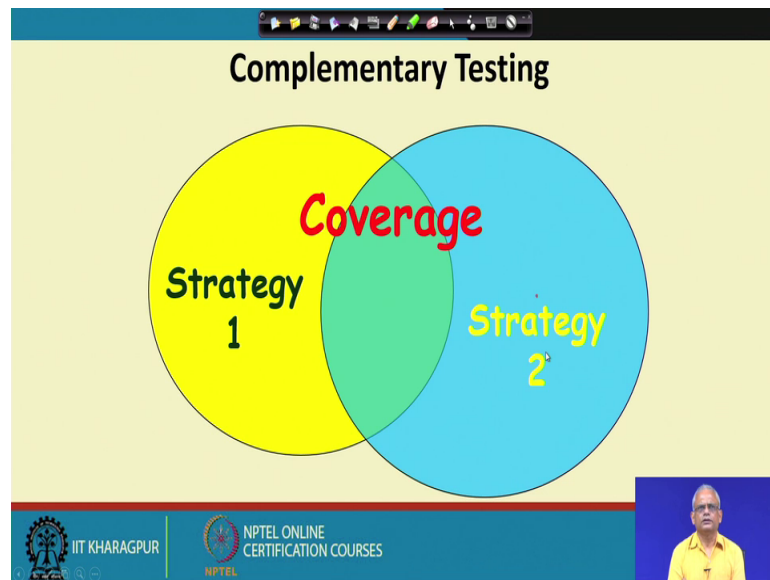 Complementary Testing
Coverage
Strategy
1
Strategy
2
IIT KHARAGPUR
NPTEL
NPTEL ONLINE
CERTIFICATION COURSES